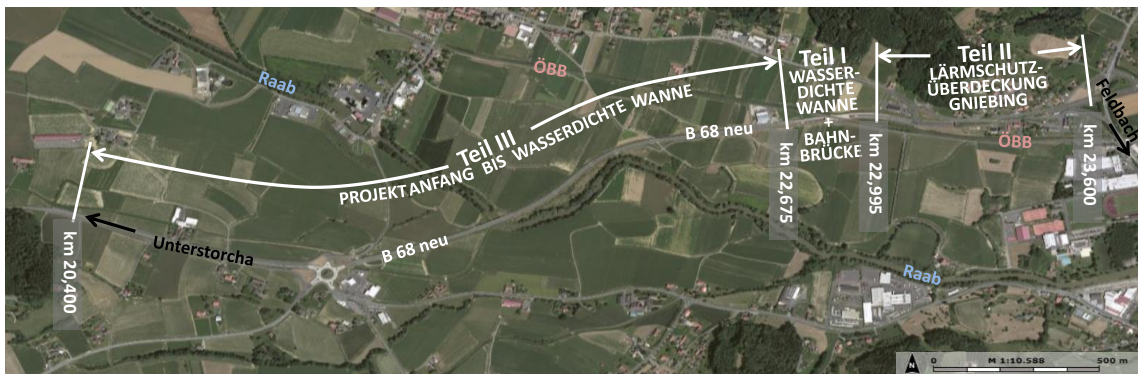 Raab
ÖBB
Teil III
PROJEKTANFANG BIS WASSERDICHTE WANNE
Teil I
WASSER-
DICHTE
WANNE
+
BAHN-
BRÜCKE
Teil II
LÄRMSCHUTZ-
ÜBERDECKUNG
GNIEBING
Feldbach
B 68 neu
ÖBB
km 22,675
km 22,995
km 23,600
km 20,400
Unterstorcha
B 68 neu
Raab
N
0 M 1:10.588 500 m